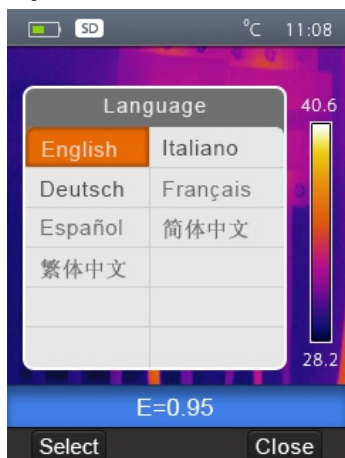 SD °C 11:08
Language
40.6
English Italiano
Deutsch Français
Español 简体中文
繁体中文
28.2
E=0.95
Select Close